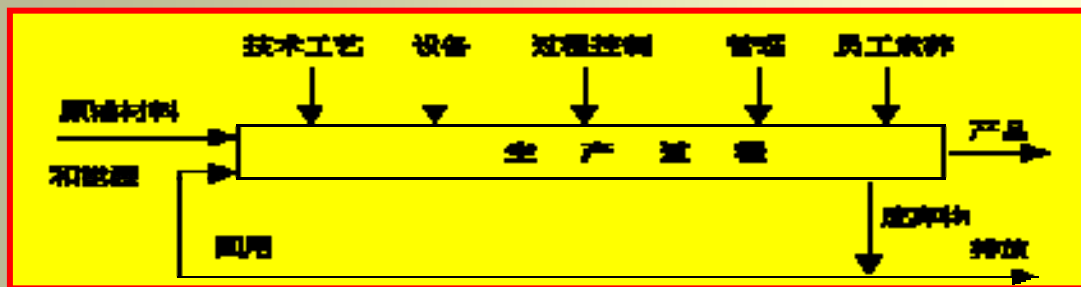 技术工艺 设备 过程控制 管理 员工素养
原辅材料
产品
生产过程
和能源
废弃物
回用
排放